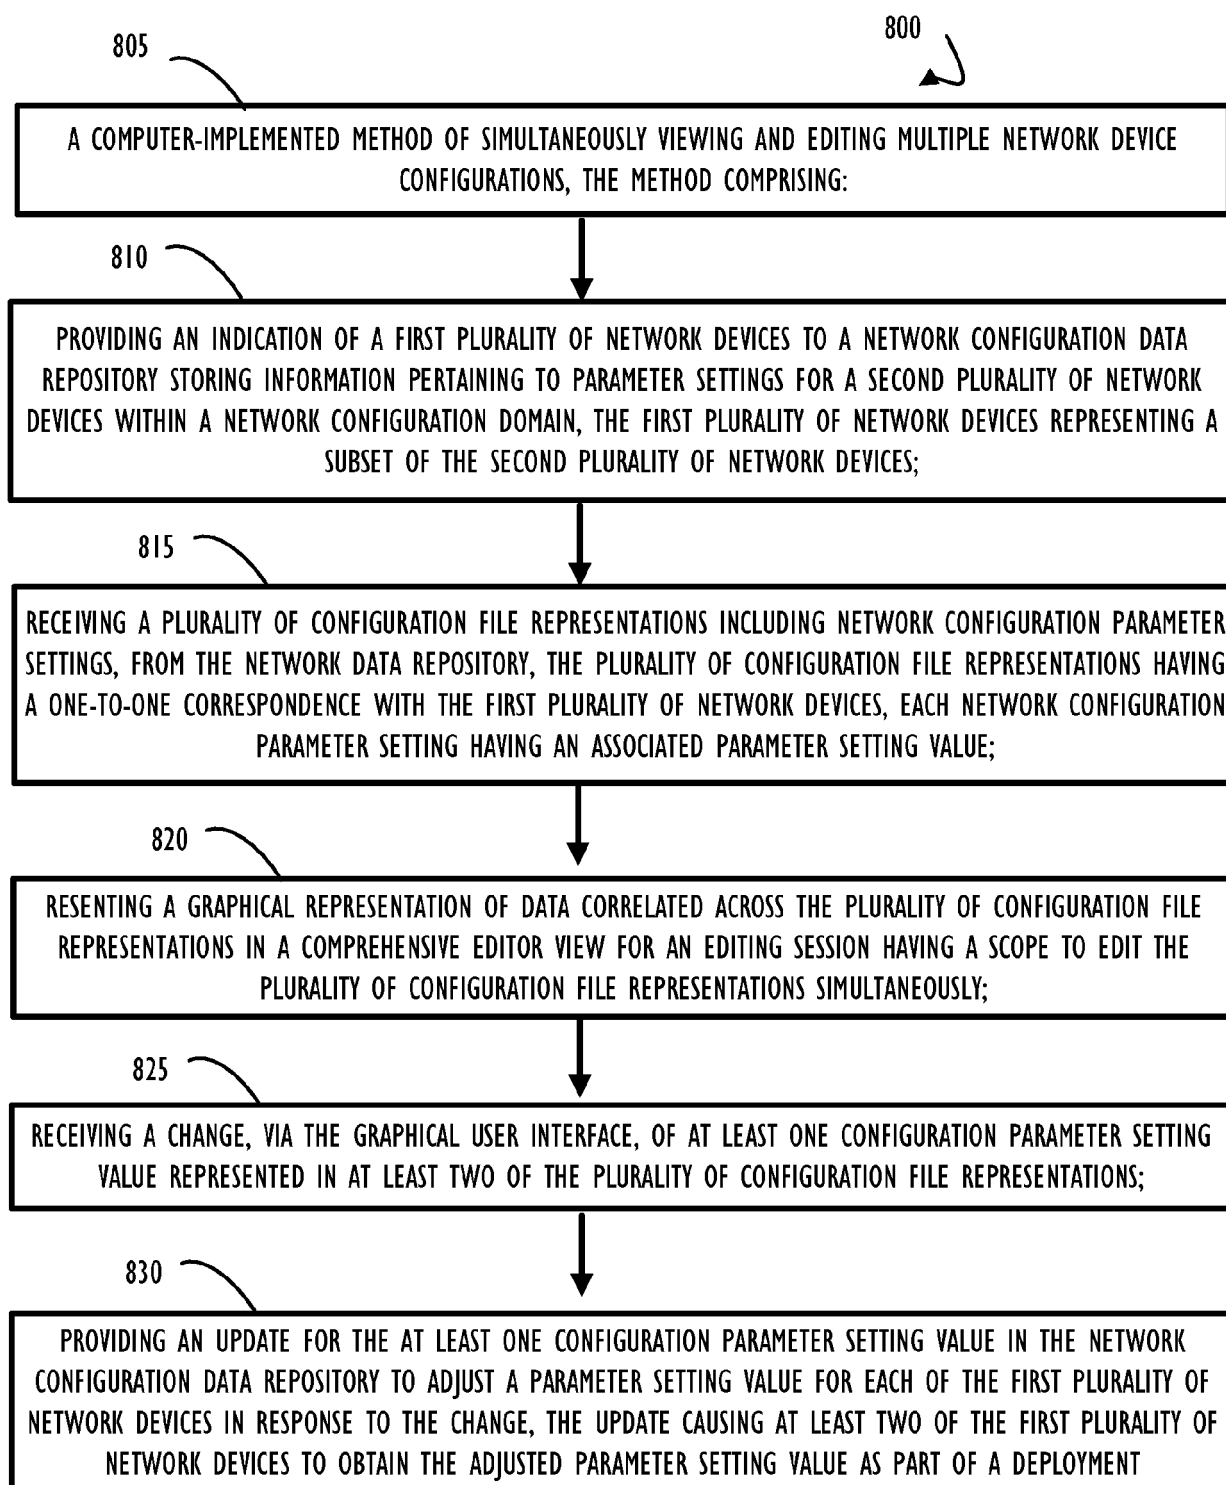 800
805
A COMPUTER-IMPLEMENTED METHOD OF SIMULTANEOUSLY VIEWING AND EDITING MULTIPLE NETWORK DEVICE
CONFIGURATIONS, THE METHOD COMPRISING:
810
PROVIDING AN INDICATION OF A FIRST PLURALITY OF NETWORK DEVICES TO A NETWORK CONFIGURATION DATA
REPOSITORY STORING INFORMATION PERTAINING TO PARAMETER SETTINGS FOR A SECOND PLURALITY OF NETWORK
DEVICES WITHIN A NETWORK CONFIGURATION DOMAIN, THE FIRST PLURALITY OF NETWORK DEVICES REPRESENTING A
SUBSET OF THE SECOND PLURALITY OF NETWORK DEVICES;
815
RECEIVING A PLURALITY OF CONFIGURATION FILE REPRESENTATIONS INCLUDING NETWORK CONFIGURATION PARAMETER
SETTINGS, FROM THE NETWORK DATA REPOSITORY, THE PLURALITY OF CONFIGURATION FILE REPRESENTATIONS HAVING
A ONE-TO-ONE CORRESPONDENCE WITH THE FIRST PLURALITY OF NETWORK DEVICES, EACH NETWORK CONFIGURATION
PARAMETER SETTING HAVING AN ASSOCIATED PARAMETER SETTING VALUE;
820
RESENTING A GRAPHICAL REPRESENTATION OF DATA CORRELATED ACROSS THE PLURALITY OF CONFIGURATION FILE
REPRESENTATIONS IN A COMPREHENSIVE EDITOR VIEW FOR AN EDITING SESSION HAVING A SCOPE TO EDIT THE
PLURALITY OF CONFIGURATION FILE REPRESENTATIONS SIMULTANEOUSLY;
825
RECEIVING A CHANGE, VIA THE GRAPHICAL USER INTERFACE, OF AT LEAST ONE CONFIGURATION PARAMETER SETTING
VALUE REPRESENTED IN AT LEAST TWO OF THE PLURALITY OF CONFIGURATION FILE REPRESENTATIONS;
830
PROVIDING AN UPDATE FOR THE AT LEAST ONE CONFIGURATION PARAMETER SETTING VALUE IN THE NETWORK
CONFIGURATION DATA REPOSITORY TO ADJUST A PARAMETER SETTING VALUE FOR EACH OF THE FIRST PLURALITY OF
NETWORK DEVICES IN RESPONSE TO THE CHANGE, THE UPDATE CAUSING AT LEAST TWO OF THE FIRST PLURALITY OF
NETWORK DEVICES TO OBTAIN THE ADJUSTED PARAMETER SETTING VALUE AS PART OF A DEPLOYMENT